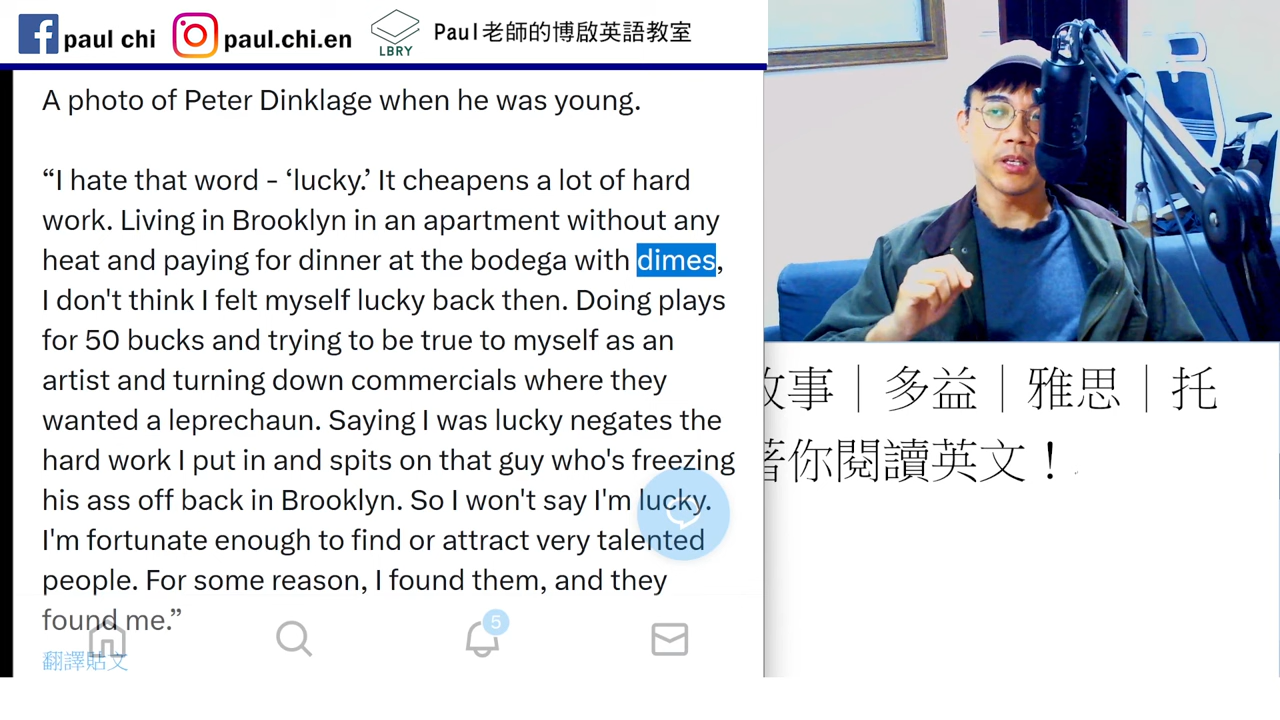 paul chi
paul.chi.en
LBRY
Paul老師的博啟英語教室
A photo of Peter Dinklage when he was young.
“I hate that word - ‘lucky.’ It cheapens a lot of hard
work. Living in Brooklyn in an apartment without any
heat and paying for dinner at the bodega with dimes,
I don't think I felt myself lucky back then. Doing plays
for 50 bucks and trying to be true to myself as an
artist and turning down commercials where they
wanted a leprechaun. Saying I was lucky negates the
hard work I put in and spits on that guy who's freezing
his ass off back in Brooklyn. So I won't say I'm lucky.
I'm fortunate enough to find or attract very talented
people. For some reason, I found them, and they
found me.”
5
翻譯貼文
事｜多益｜雅思｜托
你閱讀英文！